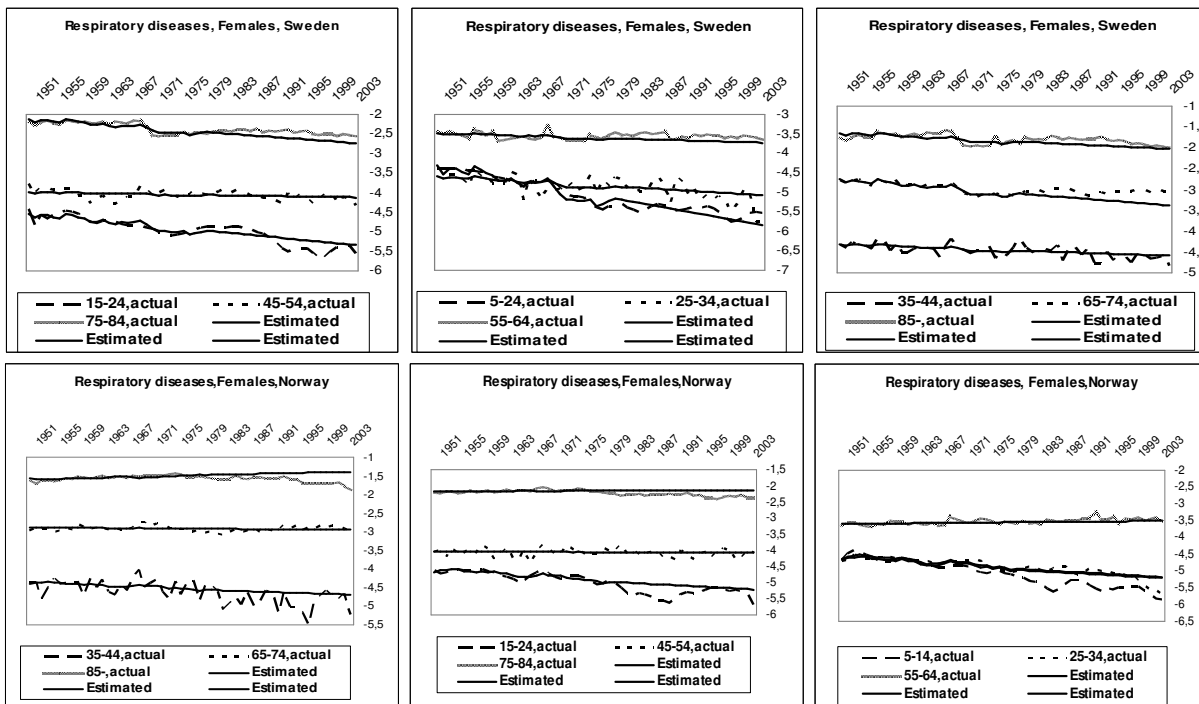 Respiratory diseases, Females, Sweden
1951 1955 1959 1963 1967 1971 1975 1979 1983 1987 1991 1995 1999 2003
-2
-2,5
-3
-3,5
-4
-4,5
-5
-5,5
-6
15-24,actual 45-54,actual
75-84,actual Estimated
Estimated Estimated
Respiratory diseases, Females, Sweden
1951 1955 1959 1963 1967 1971 1975 1979 1983 1987 1991 1995 1999 2003
-3
-3,5
-4
-4,5
-5
-5,5
-6
-6,5
-7
5-24,actual 25-34,actual
55-64,actual Estimated
Estimated Estimated
Respiratory diseases, Females, Sweden
1951 1955 1959 1963 1967 1971 1975 1979 1983 1987 1991 1995 1999 2003
-1
-1,
-2
-2,
-3
-3,
-4
-4,
-5
35-44,actual 65-74,actual
85-,actual Estimated
Estimated Estimated
Respiratory diseases,Females,Norway
1951 1955 1959 1963 1967 1971 1975 1979 1983 1987 1991 1995 1999 2003
-1
-1,5
-2
-2,5
-3
-3,5
-4
-4,5
-5
-5,5
35-44,actual 65-74,actual
85-,actual Estimated
Estimated Estimated
Respiratory diseases,Females,Norway
1951 1955 1959 1963 1967 1971 1975 1979 1983 1987 1991 1995 1999 2003
-1,5
-2
-2,5
-3
-3,5
-4
-4,5
-5
-5,5
-6
15-24,actual 45-54,actual
75-84,actual Estimated
Estimated Estimated
Respiratory diseases, Females,Norway
1951 1955 1959 1963 1967 1971 1975 1979 1983 1987 1991 1995 1999 2003
-2
-2,5
-3
-3,5
-4
-4,5
-5
-5,5
-6
-6,5
5-14,actual 25-34,actual
55-64,actual Estimated
Estimated Estimated